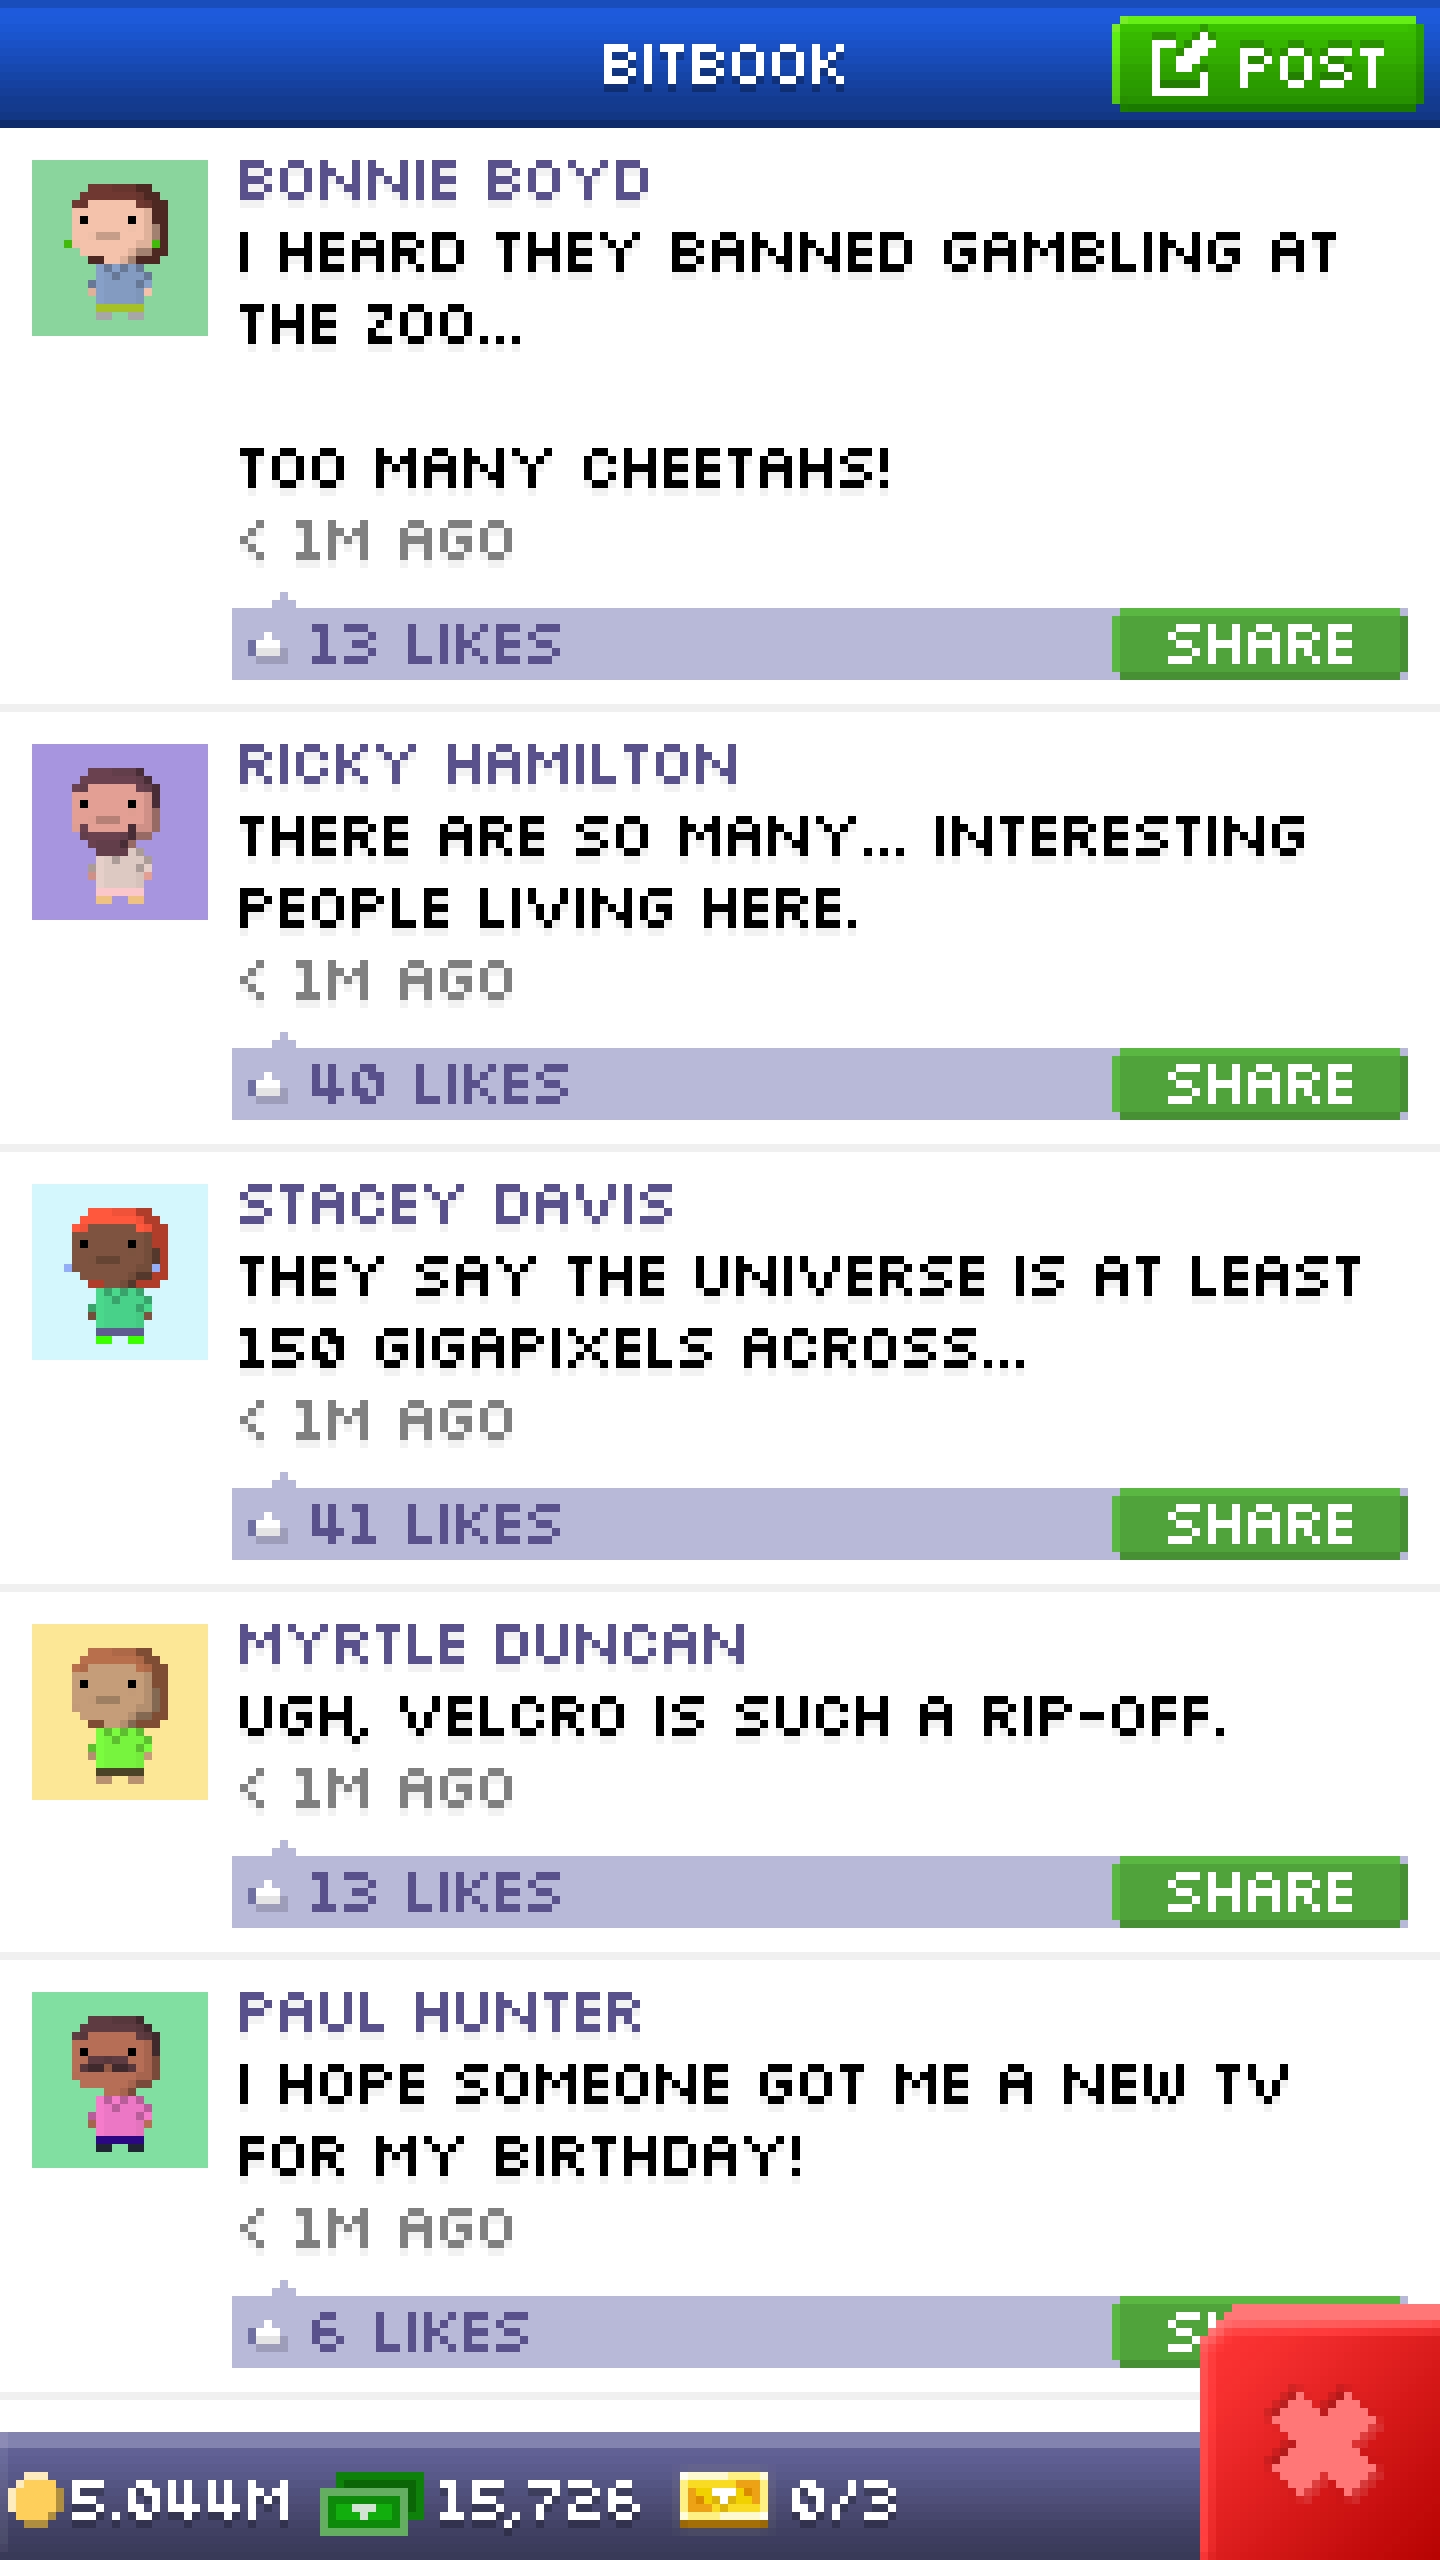 BITBOOK
POST
BONNIE BOYD
I HEARD THEY BANNED GAMBLING AT
THE ZOO...
TOO MANY CHEETAHS!
< 1M AGO
13 LIKES
SHARE
RICKY HAMILTON
THERE ARE SO MANY... INTERESTING
PEOPLE LIVING HERE.
< 1M AGO
40 LIKES
SHARE
STACEY DAVIS
THEY SAY THE UNIVERSE IS AT LEAST
150 GIGAPIXELS ACROSS...
< 1M AGO
41 LIKES
SHARE
MYRTLE DUNCAN
UGH, VELCRO IS SUCH A RIP-OFF.
< 1M AGO
13 LIKES
SHARE
PAUL HUNTER
I HOPE SOMEONE GOT ME A NEW TV
FOR MY BIRTHDAY!
< 1M AGO
6 LIKES
5.044M 15,726 0/3